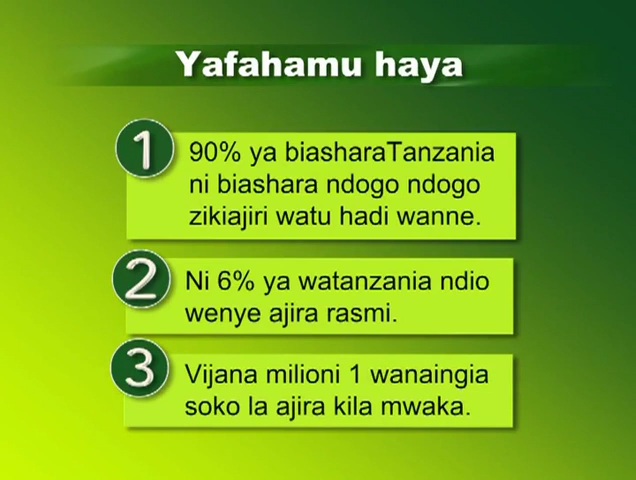 Yafahamu haya
1
90% ya biasharaTanzania
ni biashara ndogo ndogo
zikiajiri watu hadi wanne.
2
Ni 6% ya watanzania ndio
wenye ajira rasmi.
3
Vijana milioni 1 wanaingia
soko la ajira kila mwaka.